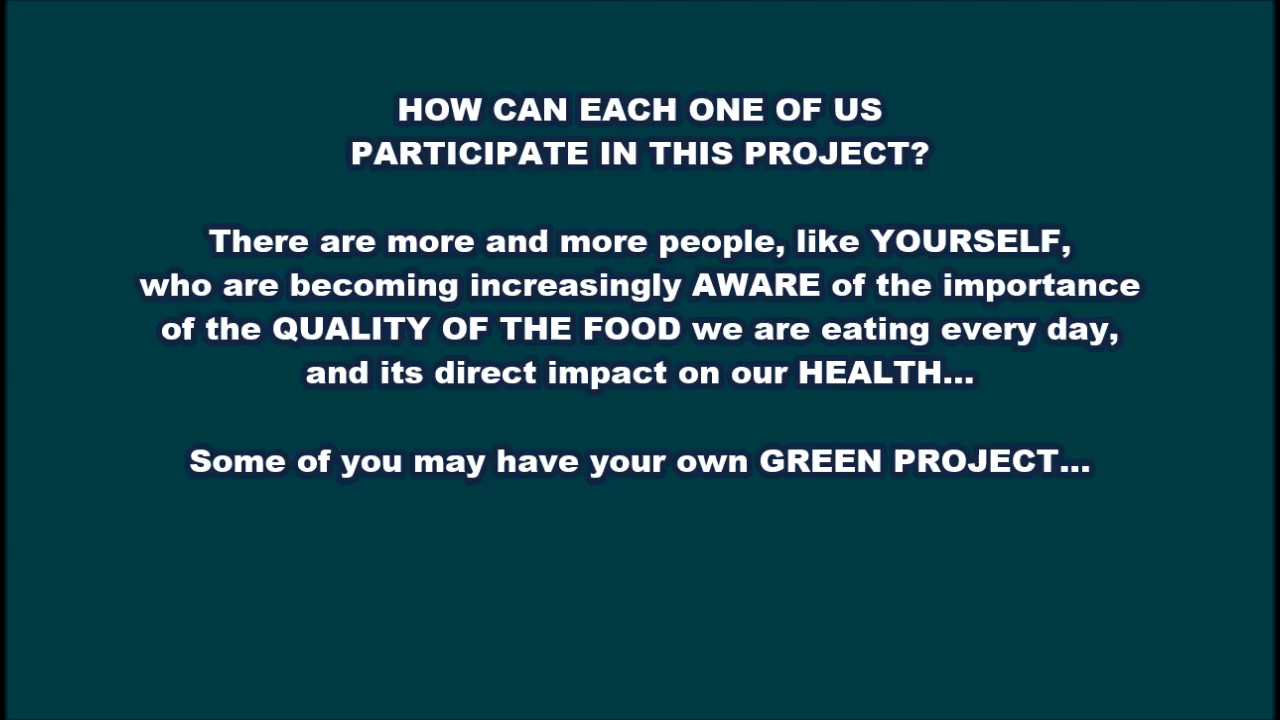 HOW CAN EACH ONE OF US
PARTICIPATE IN THIS PROJECT?
There are more and more people, like YOURSELF,
who are becoming increasingly AWARE of the importance
of the QUALITY OF THE FOOD we are eating every day,
and its direct impact on our HEALTH...
Some of you may have your own GREEN PROJECT...